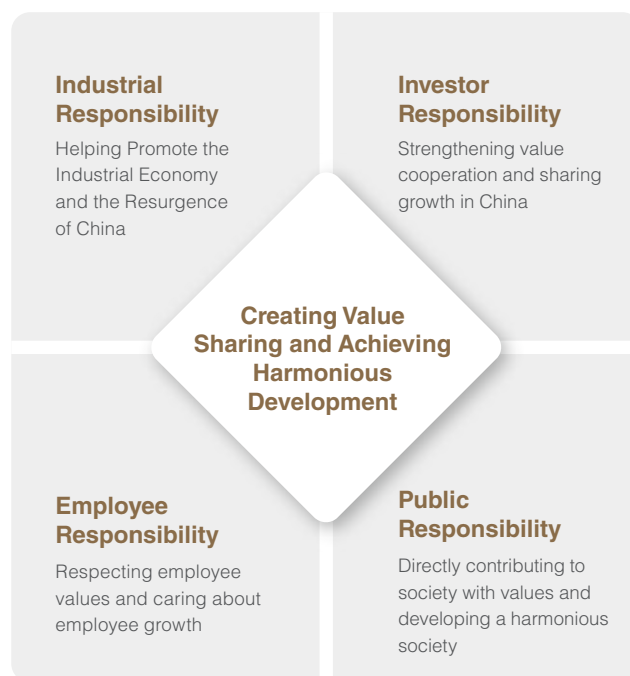 Industrial
Responsibility
Helping Promote the
Industrial Economy
and the Resurgence
of China
Investor
Responsibility
Strengthening value
cooperation and sharing
growth in China
Creating Value
Sharing and Achieving
Harmonious
Development
Employee
Responsibility
Respecting employee
values and caring about
employee growth
Public
Responsibility
Directly contributing to
society with values and
developing a harmonious
society